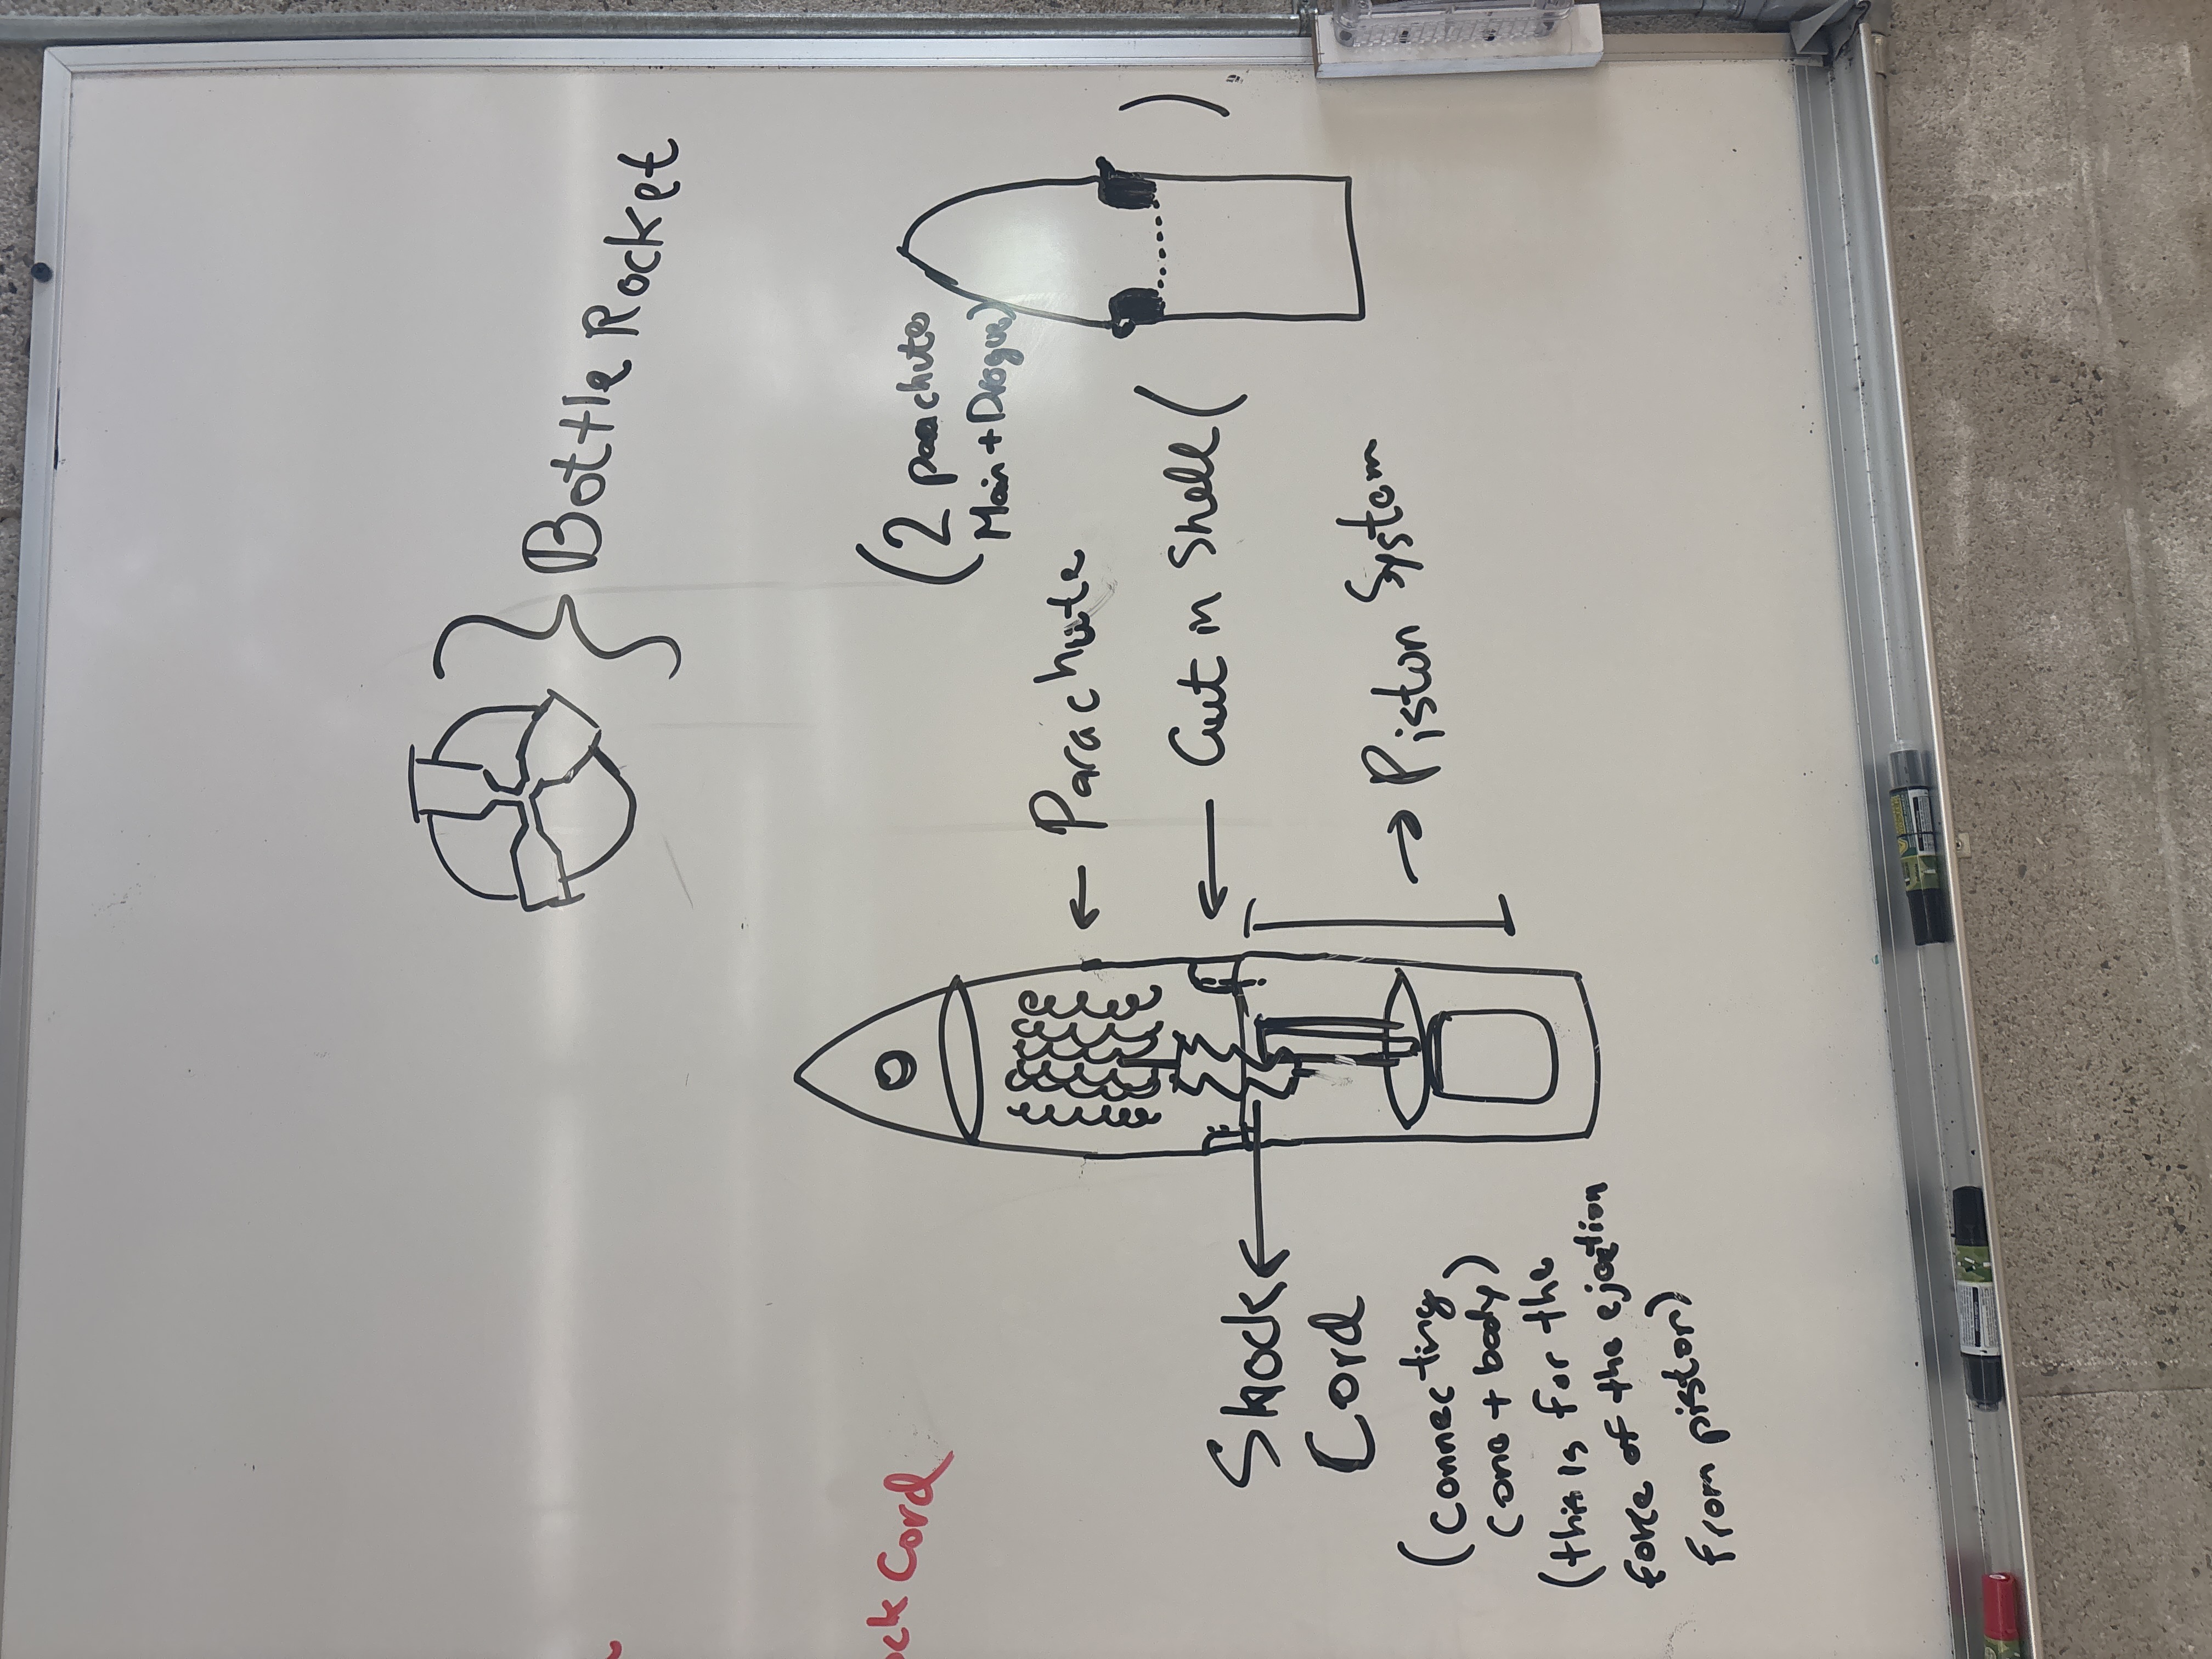 Bottle Rocket
ck Cord
(2 parachute
Main + Drogue)
Parachute
Cut in Shell ( )
Shock
Cord
(connecting
cone + body)
(this is for the
force of the ejection
from piston)
Piston System